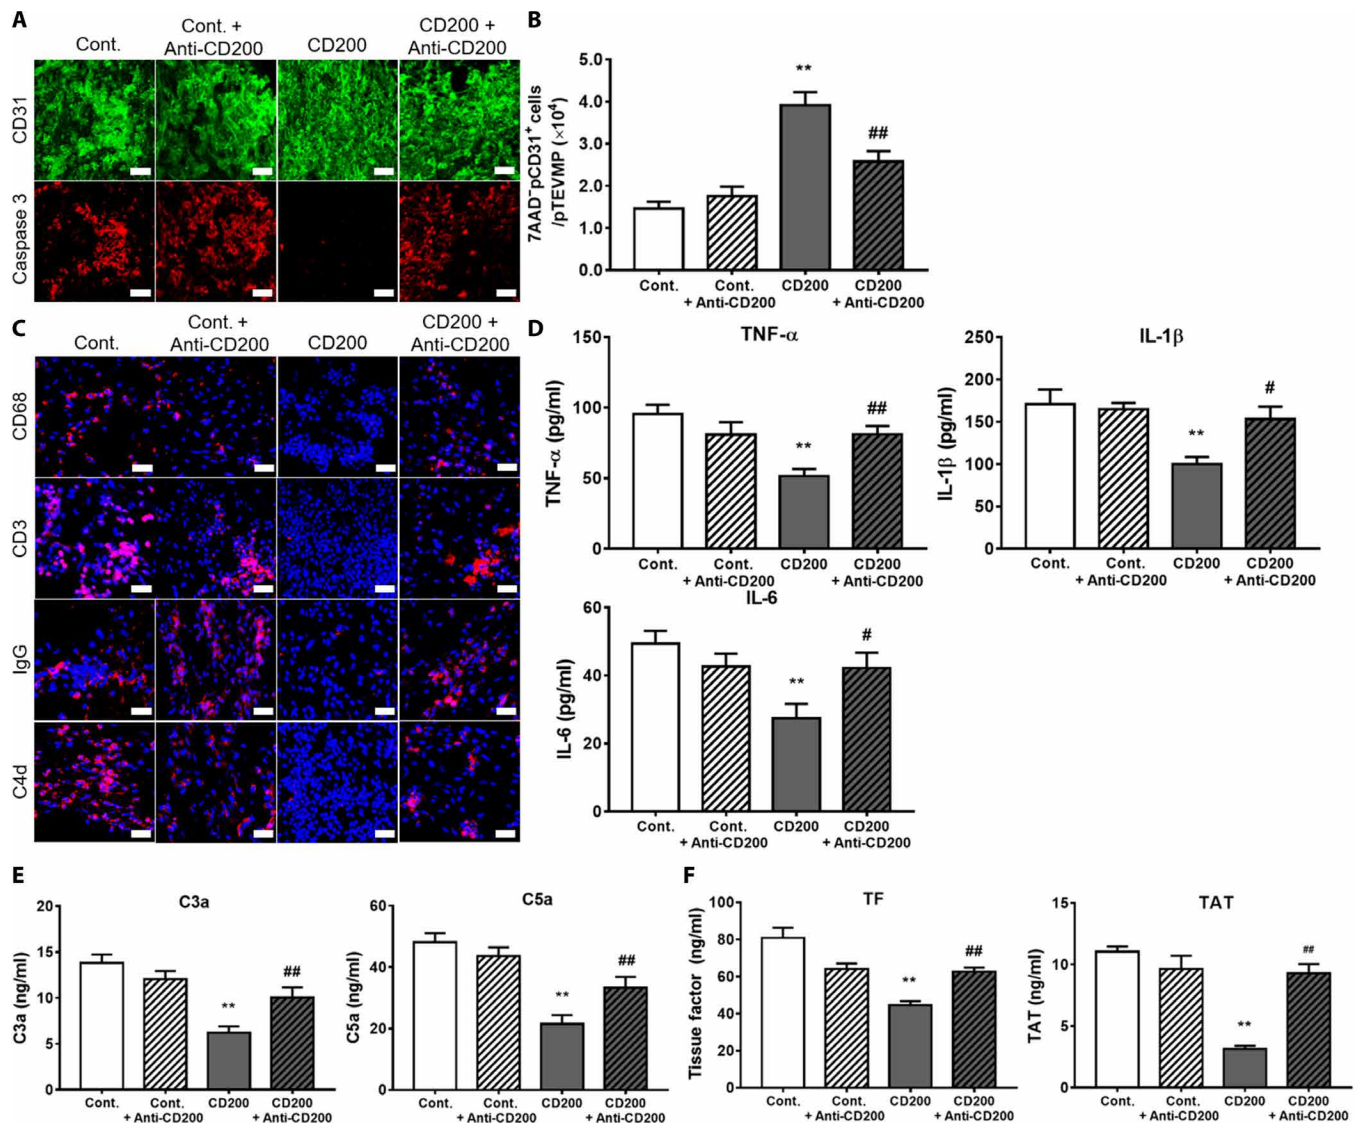 A
Cont.
Cont. +
Anti-CD200
CD200
CD200 +
Anti-CD200
CD31
Caspase 3
B
7AAD⁻pCD31⁺ cells
/pTEVMP (×10⁴)
5.0
4.0
3.0
2.0
1.0
0.0
**
##
Cont.
Cont.
+ Anti-CD200
CD200
CD200
+ Anti-CD200
C
Cont.
Cont. +
Anti-CD200
CD200
CD200 +
Anti-CD200
CD68
CD3
IgG
C4d
D
TNF-α
TNF-α (pg/ml)
150
100
50
0
**
##
Cont.
Cont.
+ Anti-CD200
CD200
CD200
+ Anti-CD200
IL-1β
IL-1β (pg/ml)
250
200
150
100
50
0
**
#
Cont.
Cont.
+ Anti-CD200
CD200
CD200
+ Anti-CD200
IL-6
IL-6 (pg/ml)
60
40
20
0
**
#
Cont.
Cont.
+ Anti-CD200
CD200
CD200
+ Anti-CD200
E
C3a
C3a (ng/ml)
20
15
10
5
0
**
##
Cont.
Cont.
+ Anti-CD200
CD200
CD200
+ Anti-CD200
C5a
C5a (ng/ml)
60
40
20
0
**
##
Cont.
Cont.
+ Anti-CD200
CD200
CD200
+ Anti-CD200
F
TF
Tissue factor (ng/ml)
100
80
60
40
20
0
**
##
Cont.
Cont.
+ Anti-CD200
CD200
CD200
+ Anti-CD200
TAT
TAT (ng/ml)
15
10
5
0
**
##
Cont.
Cont.
+ Anti-CD200
CD200
CD200
+ Anti-CD200